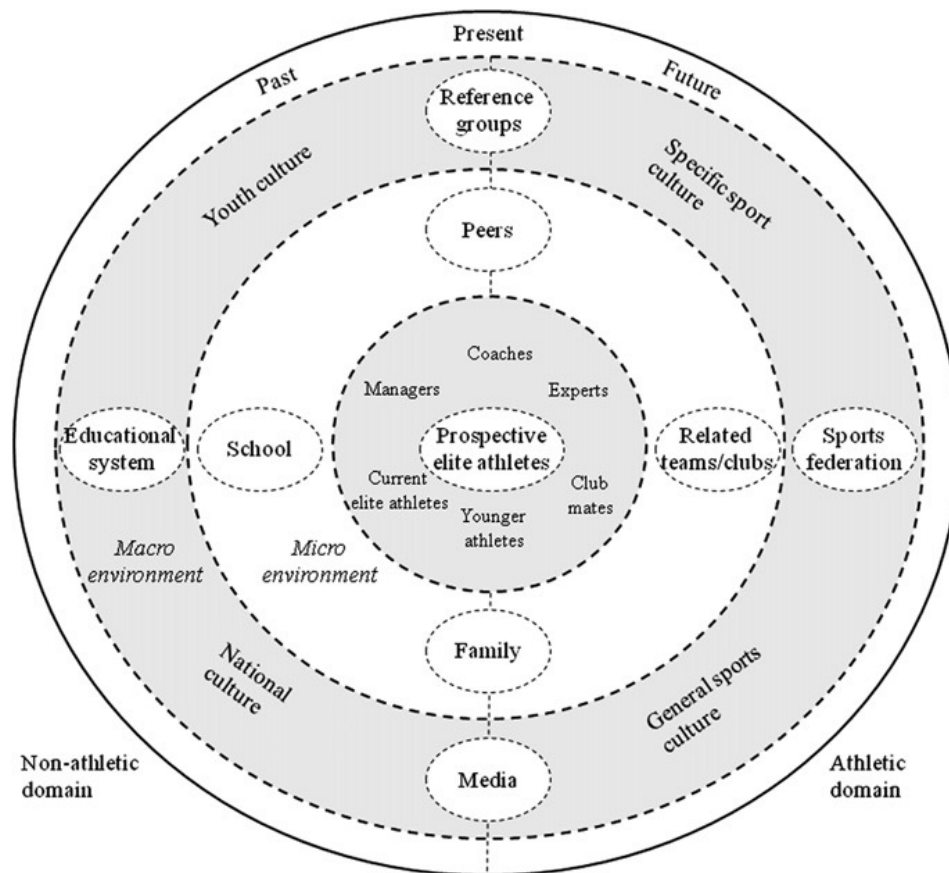 Present
Past
Future
Reference
groups
Youth culture
Specific sport
culture
Peers
Coaches
Managers
Experts
Educational
system
School
Prospective
elite athletes
Related
teams/clubs
Sports
federation
Current
elite athletes
Club
mates
Younger
athletes
Macro
environment
Micro
environment
Family
National
culture
General sports
culture
Media
Non-athletic
domain
Athletic
domain